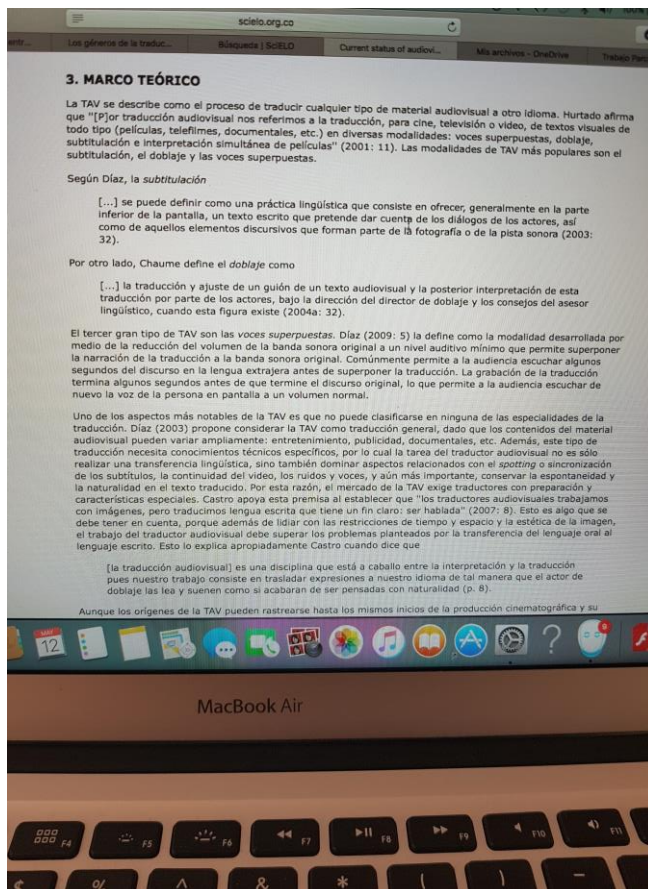 scielo.org.co
entr...
Los géneros de la traduc...
Búsqueda | SciELO
Current status of audiovi...
Mis archivos - OneDrive
Trabajo Parc
3. MARCO TEÓRICO
La TAV se describe como el proceso de traducir cualquier tipo de material audiovisual a otro idioma. Hurtado afirma
que "[P]or traducción audiovisual nos referimos a la traducción, para cine, televisión o video, de textos visuales de
todo tipo (películas, telefilmes, documentales, etc.) en diversas modalidades: voces superpuestas, doblaje,
subtitulación e interpretación simultánea de películas" (2001: 11). Las modalidades de TAV más populares son el
subtitulación, el doblaje y las voces superpuestas.
Según Díaz, la subtitulación
[...] se puede definir como una práctica lingüística que consiste en ofrecer, generalmente en la parte
inferior de la pantalla, un texto escrito que pretende dar cuenta de los diálogos de los actores, así
como de aquellos elementos discursivos que forman parte de la fotografía o de la pista sonora (2003:
32).
Por otro lado, Chaume define el doblaje como
[...] la traducción y ajuste de un guión de un texto audiovisual y la posterior interpretación de esta
traducción por parte de los actores, bajo la dirección del director de doblaje y los consejos del asesor
lingüístico, cuando esta figura existe (2004a: 32).
El tercer gran tipo de TAV son las voces superpuestas. Díaz (2009: 5) la define como la modalidad desarrollada por
medio de la reducción del volumen de la banda sonora original a un nivel auditivo mínimo que permite superponer
la narración de la traducción a la banda sonora original. Comúnmente permite a la audiencia escuchar algunos
segundos del discurso en la lengua extrajera antes de superponer la traducción. La grabación de la traducción
termina algunos segundos antes de que termine el discurso original, lo que permite a la audiencia escuchar de
nuevo la voz de la persona en pantalla a un volumen normal.
Uno de los aspectos más notables de la TAV es que no puede clasificarse en ninguna de las especialidades de la
traducción. Díaz (2003) propone considerar la TAV como traducción general, dado que los contenidos del material
audiovisual pueden variar ampliamente: entretenimiento, publicidad, documentales, etc. Además, este tipo de
traducción necesita conocimientos técnicos específicos, por lo cual la tarea del traductor audiovisual no es sólo
realizar una transferencia lingüística, sino también dominar aspectos relacionados con el spotting o sincronización
de los subtítulos, la continuidad del video, los ruidos y voces, y aún más importante, conservar la espontaneidad y
la naturalidad en el texto traducido. Por esta razón, el mercado de la TAV exige traductores con preparación y
características especiales. Castro apoya esta premisa al establecer que "los traductores audiovisuales trabajamos
con imágenes, pero traducimos lengua escrita que tiene un fin claro: ser hablada" (2007: 8). Esto es algo que se
debe tener en cuenta, porque además de lidiar con las restricciones de tiempo y espacio y la estética de la imagen,
el trabajo del traductor audiovisual debe superar los problemas planteados por la transferencia del lenguaje oral al
lenguaje escrito. Esto lo explica apropiadamente Castro cuando dice que
[la traducción audiovisual] es una disciplina que está a caballo entre la interpretación y la traducción
pues nuestro trabajo consiste en trasladar expresiones a nuestro idioma de tal manera que el actor de
doblaje las lea y suenen como si acabaran de ser pensadas con naturalidad (p. 8).
Aunque los orígenes de la TAV pueden rastrearse hasta los mismos inicios de la producción cinematográfica y su
MAY
12
9
MacBook Air
F4
F5
F6
F7
F8
F9
F10
F11
% ^ & * ( ) -